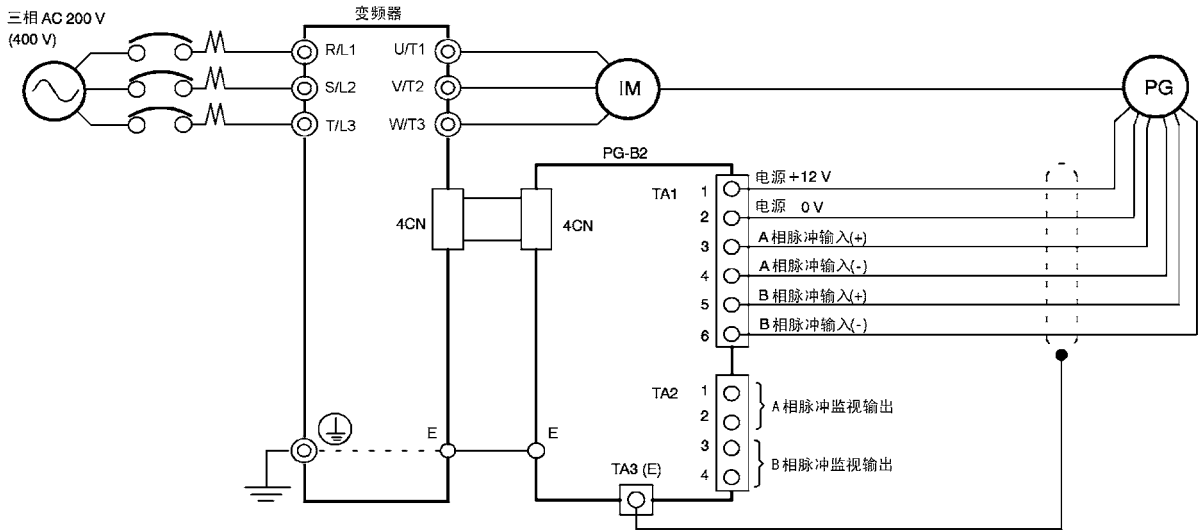 三相 AC 200 V
(400 V)
变频器
R/L1
U/T1
S/L2
V/T2
T/L3
W/T3
IM
PG
PG-B2
TA1
1
电源 +12 V
2
电源 0 V
3
A 相脉冲输入(+)
4
A 相脉冲输入(-)
5
B 相脉冲输入(+)
6
B 相脉冲输入(-)
4CN
4CN
TA2
1
2
A 相脉冲监视输出
3
4
B 相脉冲监视输出
E
E
TA3 (E)